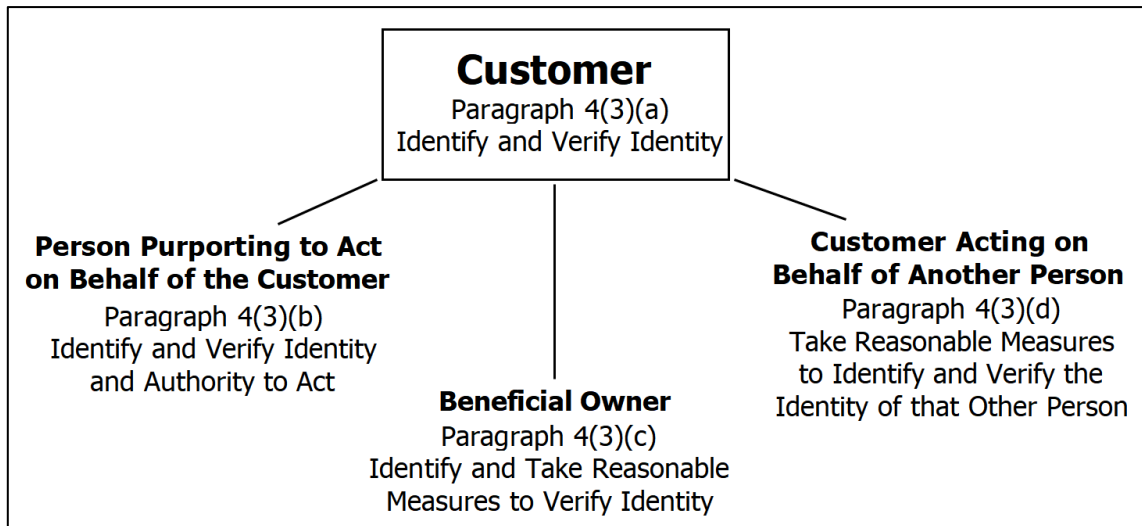 Customer
Paragraph 4(3)(a)
Identify and Verify Identity
Person Purporting to Act
on Behalf of the Customer
Paragraph 4(3)(b)
Identify and Verify Identity
and Authority to Act
Beneficial Owner
Paragraph 4(3)(c)
Identify and Take Reasonable
Measures to Verify Identity
Customer Acting on
Behalf of Another Person
Paragraph 4(3)(d)
Take Reasonable Measures
to Identify and Verify the
Identity of that Other Person